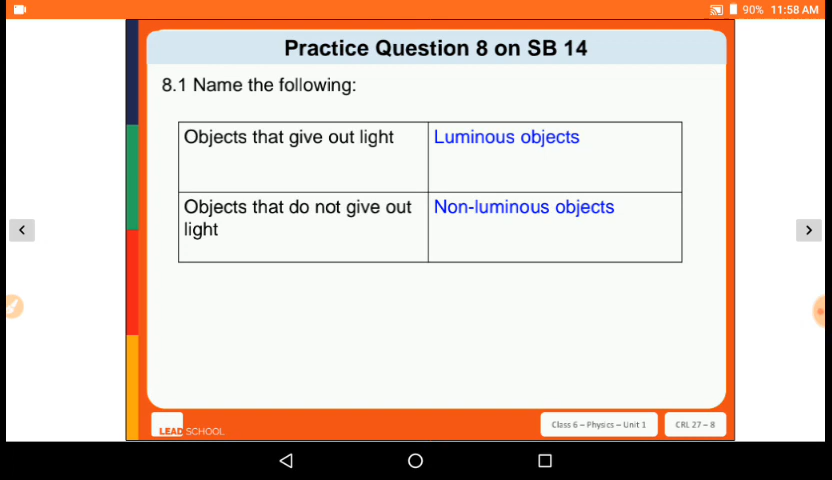 90% 11:58 AM
Practice Question 8 on SB 14
8.1 Name the following:
Objects that give out light
Luminous objects
Objects that do not give out
light
Non-luminous objects
LEAD SCHOOL
Class 6 – Physics – Unit 1
CRL 27 – 8